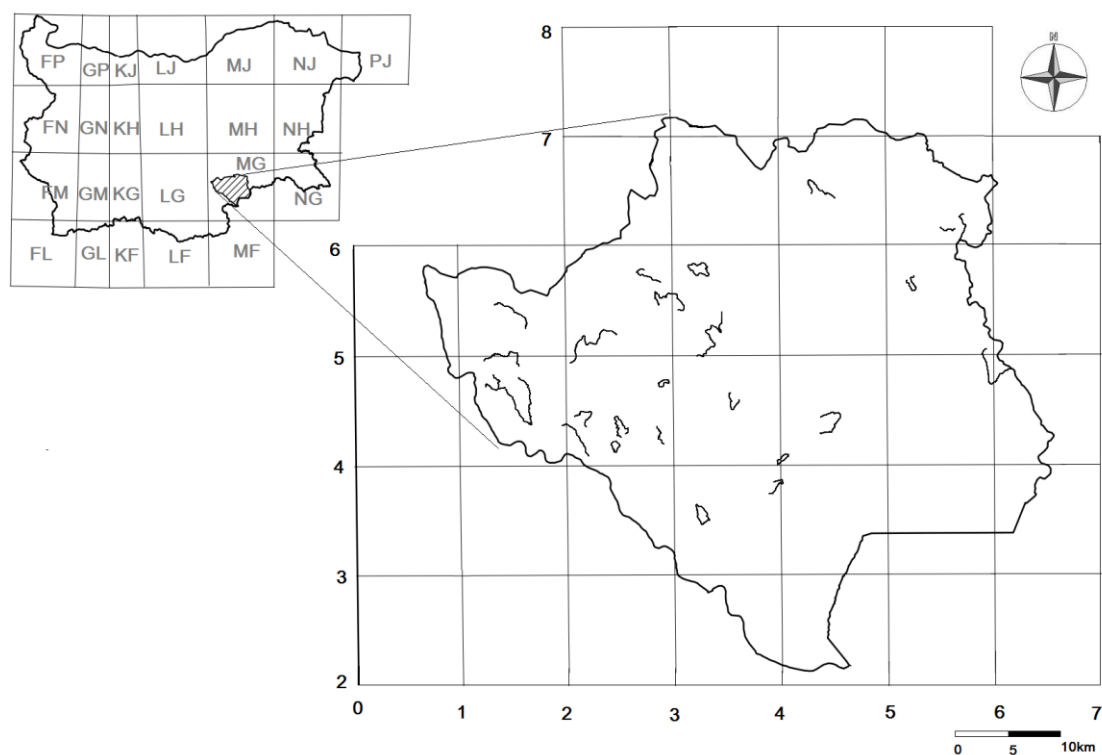 FP GP KJ LJ MJ NJ PJ
FN GN KH LH MH NH
MG
FM GM KG LG NG
FL GL KF LF MF
N
8
7
6
5
4
3
2
0 1 2 3 4 5 6 7
0 5 10km